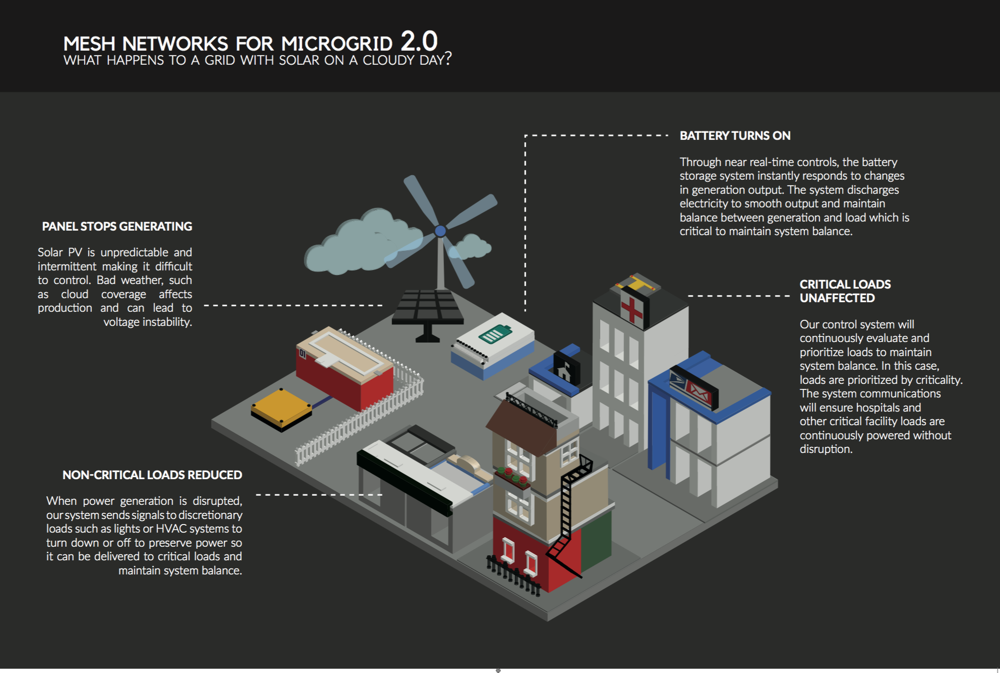 MESH NETWORKS FOR MICROGRID 2.0
WHAT HAPPENS TO A GRID WITH SOLAR ON A CLOUDY DAY?
BATTERY TURNS ON
Through near real-time controls, the battery
storage system instantly responds to changes
in generation output. The system discharges
electricity to smooth output and maintain
balance between generation and load which is
critical to maintain system balance.
PANEL STOPS GENERATING
Solar PV is unpredictable and
intermittent making it difficult
to control. Bad weather, such
as cloud coverage affects
production and can lead to
voltage instability.
CRITICAL LOADS
UNAFFECTED
Our control system will
continuously evaluate and
prioritize loads to maintain
system balance. In this case,
loads are prioritized by criticality.
The system communications
will ensure hospitals and
other critical facility loads are
continuously powered without
disruption.
NON-CRITICAL LOADS REDUCED
When power generation is disrupted,
our system sends signals to discretionary
loads such as lights or HVAC systems to
turn down or off to preserve power so
it can be delivered to critical loads and
maintain system balance.